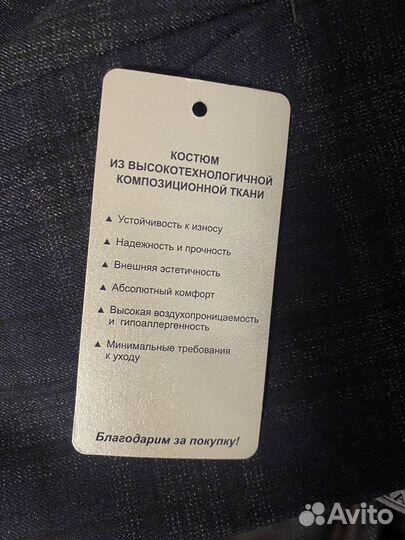 КОСТЮМ
ИЗ ВЫСОКОТЕХНОЛОГИЧНОЙ
КОМПОЗИЦИОННОЙ ТКАНИ
▲ Устойчивость к износу
▲ Надежность и прочность
▲ Внешняя эстетичность
▲ Абсолютный комфорт
▲ Высокая воздухопроницаемость
и гипоаллергенность
▲ Минимальные требования
к уходу
Благодарим за покупку!
Avito